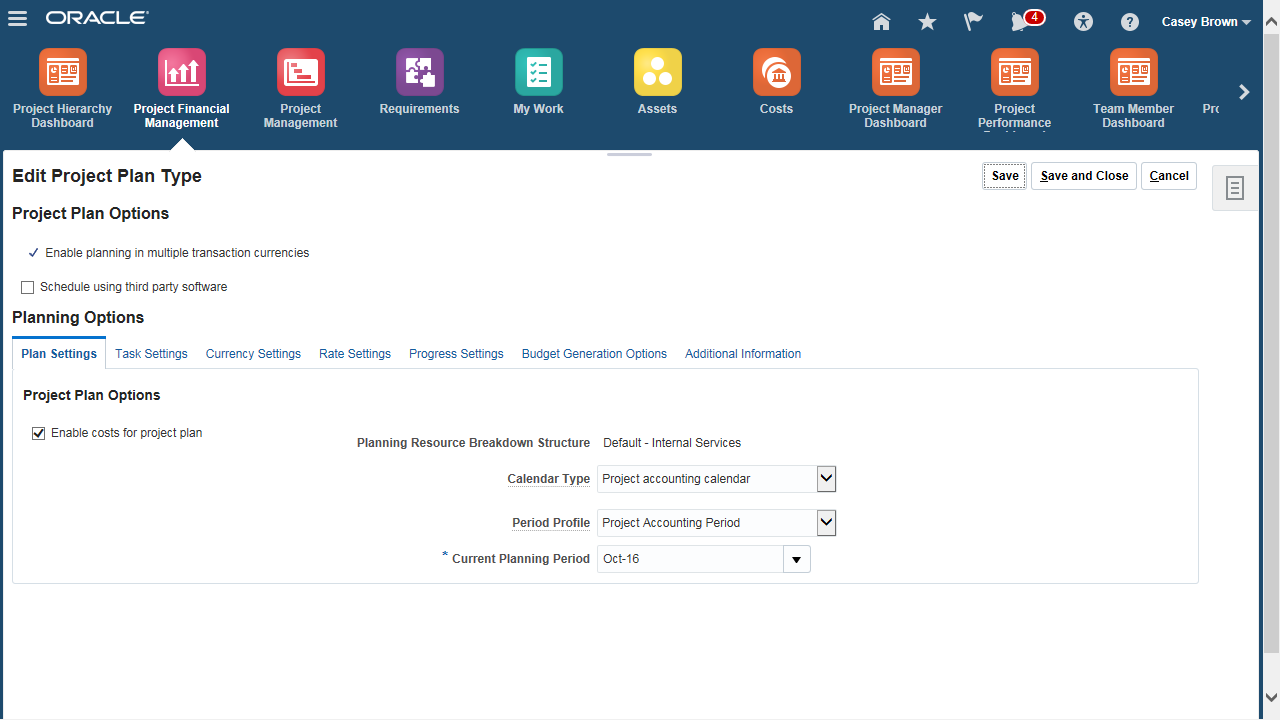 ORACLE
4
Casey Brown
Project Hierarchy
Dashboard
Project Financial
Management
Project
Management
Requirements
My Work
Assets
Costs
Project Manager
Dashboard
Project
Performance
Team Member
Dashboard
Pro
Edit Project Plan Type
Save
Save and Close
Cancel
Project Plan Options
Enable planning in multiple transaction currencies
Schedule using third party software
Planning Options
Plan Settings
Task Settings
Currency Settings
Rate Settings
Progress Settings
Budget Generation Options
Additional Information
Project Plan Options
Enable costs for project plan
Planning Resource Breakdown Structure Default - Internal Services
Calendar Type Project accounting calendar
Period Profile Project Accounting Period
* Current Planning Period Oct-16